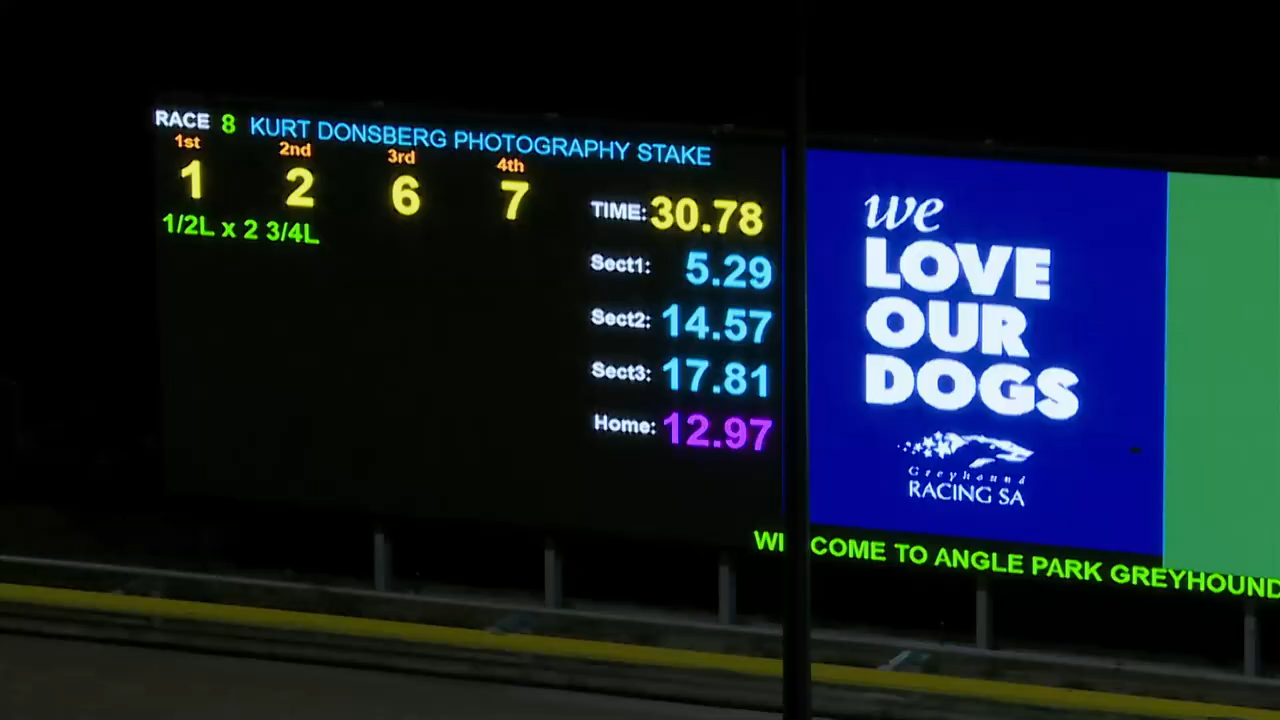 RACE 8 KURT DONSBERG PHOTOGRAPHY STAKE
1st 2nd 3rd 4th
1 2 6 7
1/2L x 2 3/4L
TIME: 30.78
Sect1: 5.29
Sect2: 14.57
Sect3: 17.81
Home: 12.97
we
LOVE
OUR
DOGS
Greyhound
RACING SA
WE COME TO ANGLE PARK GREYHOUND